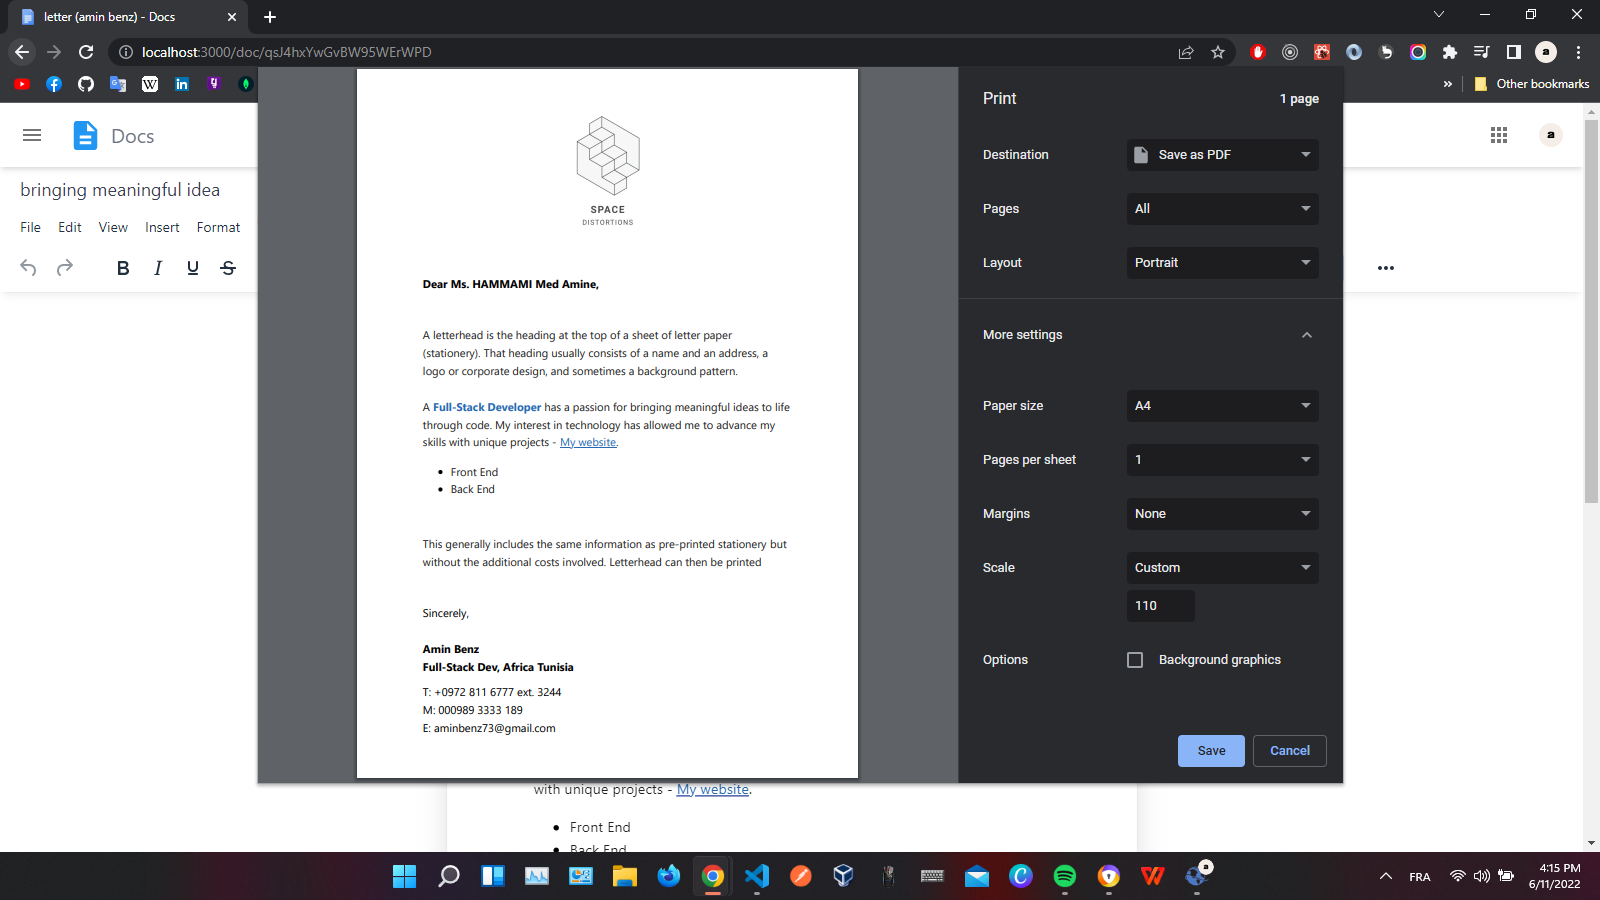 letter (amin benz) - Docs
localhost:3000/doc/qsJ4hxYwGvBW95WErWPD
Other bookmarks
Docs
bringing meaningful idea
File Edit View Insert Format
B I U S
SPACE
DISTORTIONS
Dear Ms. HAMMAMI Med Amine,
A letterhead is the heading at the top of a sheet of letter paper
(stationery). That heading usually consists of a name and an address, a
logo or corporate design, and sometimes a background pattern.
A Full-Stack Developer has a passion for bringing meaningful ideas to life
through code. My interest in technology has allowed me to advance my
skills with unique projects - My website.
• Front End
• Back End
This generally includes the same information as pre-printed stationery but
without the additional costs involved. Letterhead can then be printed
Sincerely,
Amin Benz
Full-Stack Dev, Africa Tunisia
T: +0972 811 6777 ext. 3244
M: 000989 3333 189
E: aminbenz73@gmail.com
Print 1 page
Destination Save as PDF
Pages All
Layout Portrait
More settings
Paper size A4
Pages per sheet 1
Margins None
Scale Custom
110
Options Background graphics
Save Cancel
a
with unique projects - My website.
• Front End
• Back End
FRA
4:15 PM
6/11/2022